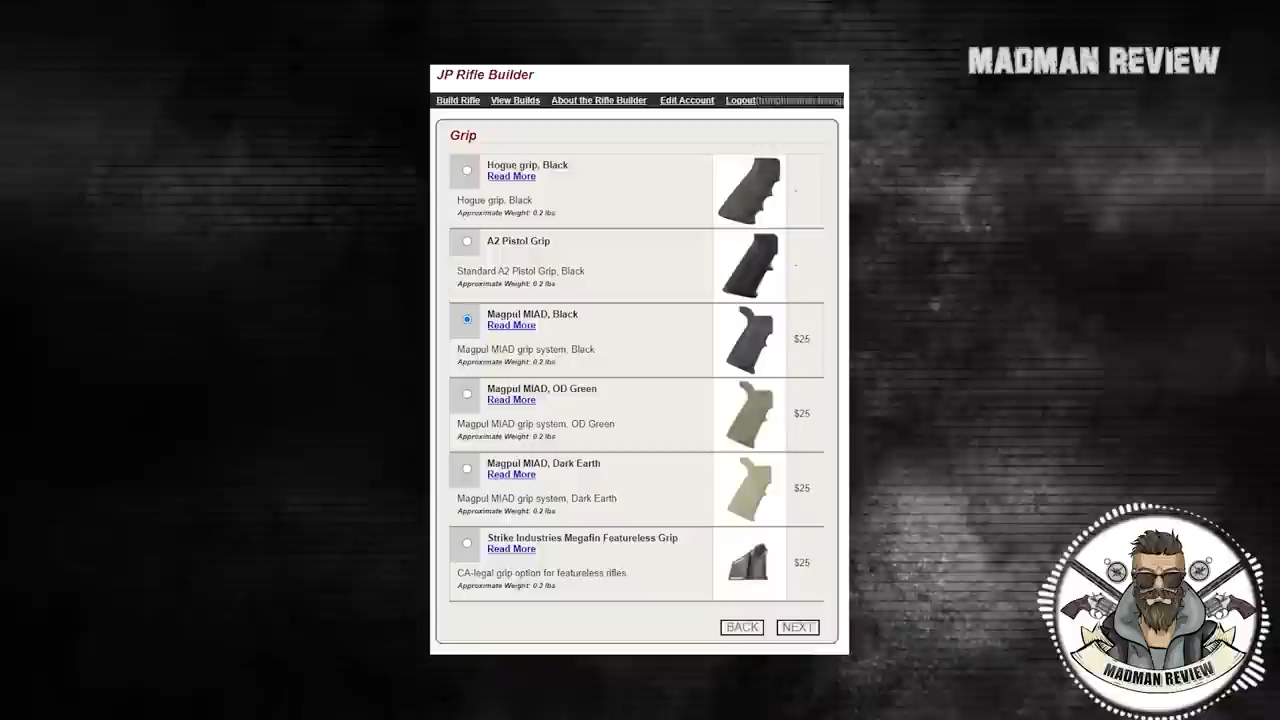 MADMAN REVIEW
JP Rifle Builder
Build Rifle View Builds About the Rifle Builder Edit Account Logout
Grip
Hogue grip, Black
Read More
Hogue grip, Black
Approximate Weight: 0.2 lbs
-
A2 Pistol Grip
Standard A2 Pistol Grip, Black
Approximate Weight: 0.2 lbs
-
Magpul MIAD, Black
Read More
Magpul MIAD grip system, Black
Approximate Weight: 0.2 lbs
$25
Magpul MIAD, OD Green
Read More
Magpul MIAD grip system, OD Green
Approximate Weight: 0.2 lbs
$25
Magpul MIAD, Dark Earth
Read More
Magpul MIAD grip system, Dark Earth
Approximate Weight: 0.2 lbs
$25
Strike Industries Megafin Featureless Grip
Read More
CA-legal grip option for featureless rifles
Approximate Weight: 0.2 lbs
$25
BACK NEXT
MADMAN REVIEW